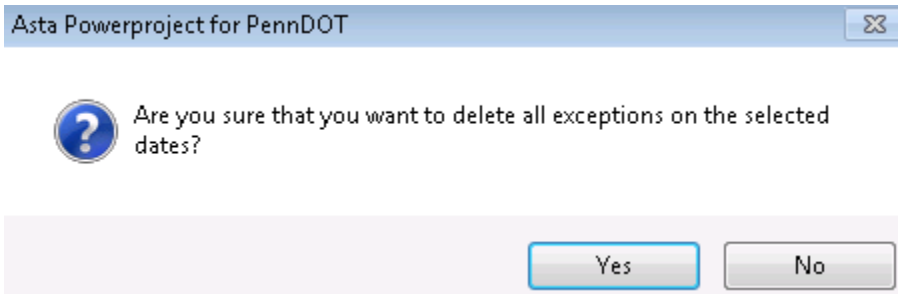 Asta Powerproject for PennDOT
Are you sure that you want to delete all exceptions on the selected
dates?
Yes
No